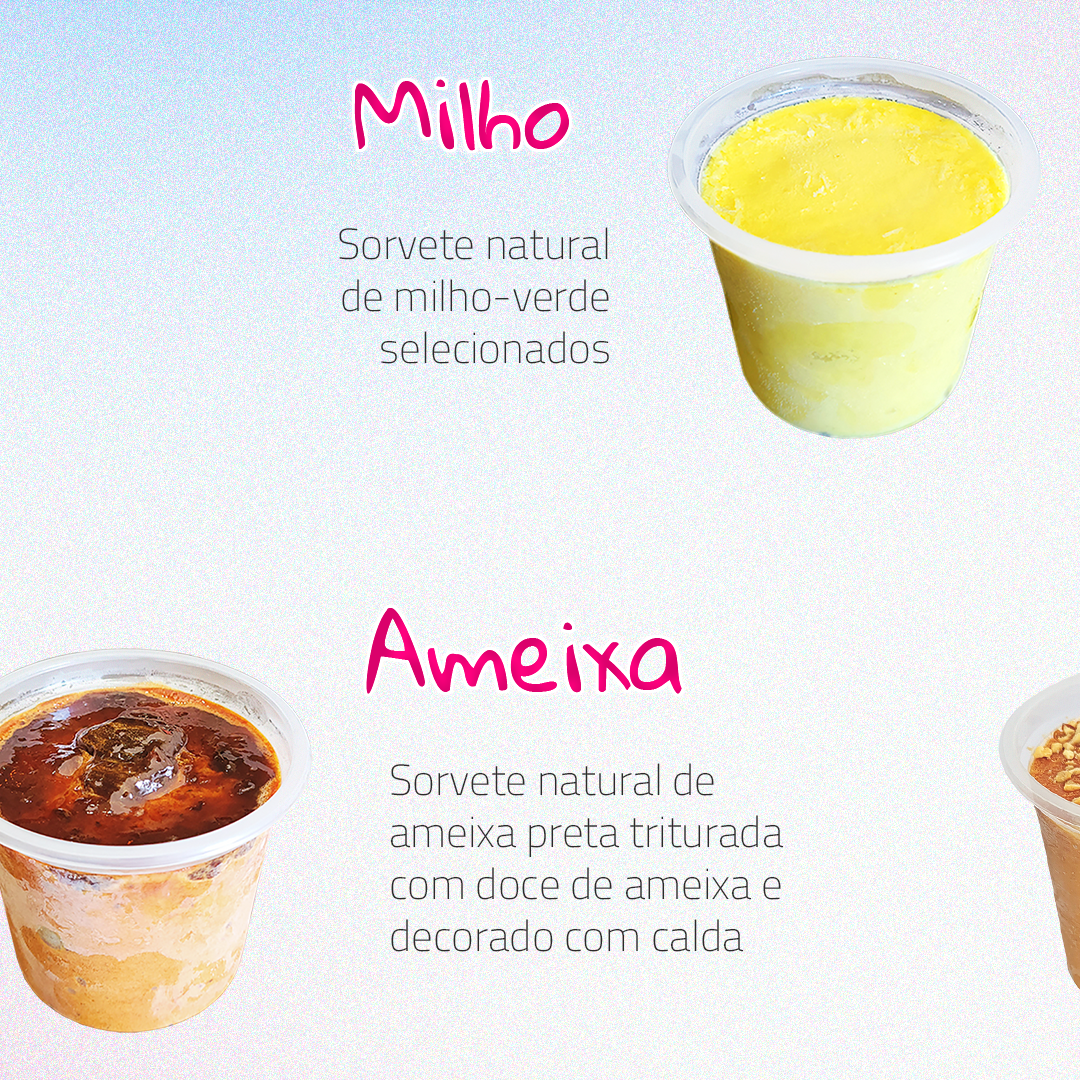 Milho
Sorvete natural
de milho-verde
selecionados
Ameixa
Sorvete natural de
ameixa preta triturada
com doce de ameixa e
decorado com calda